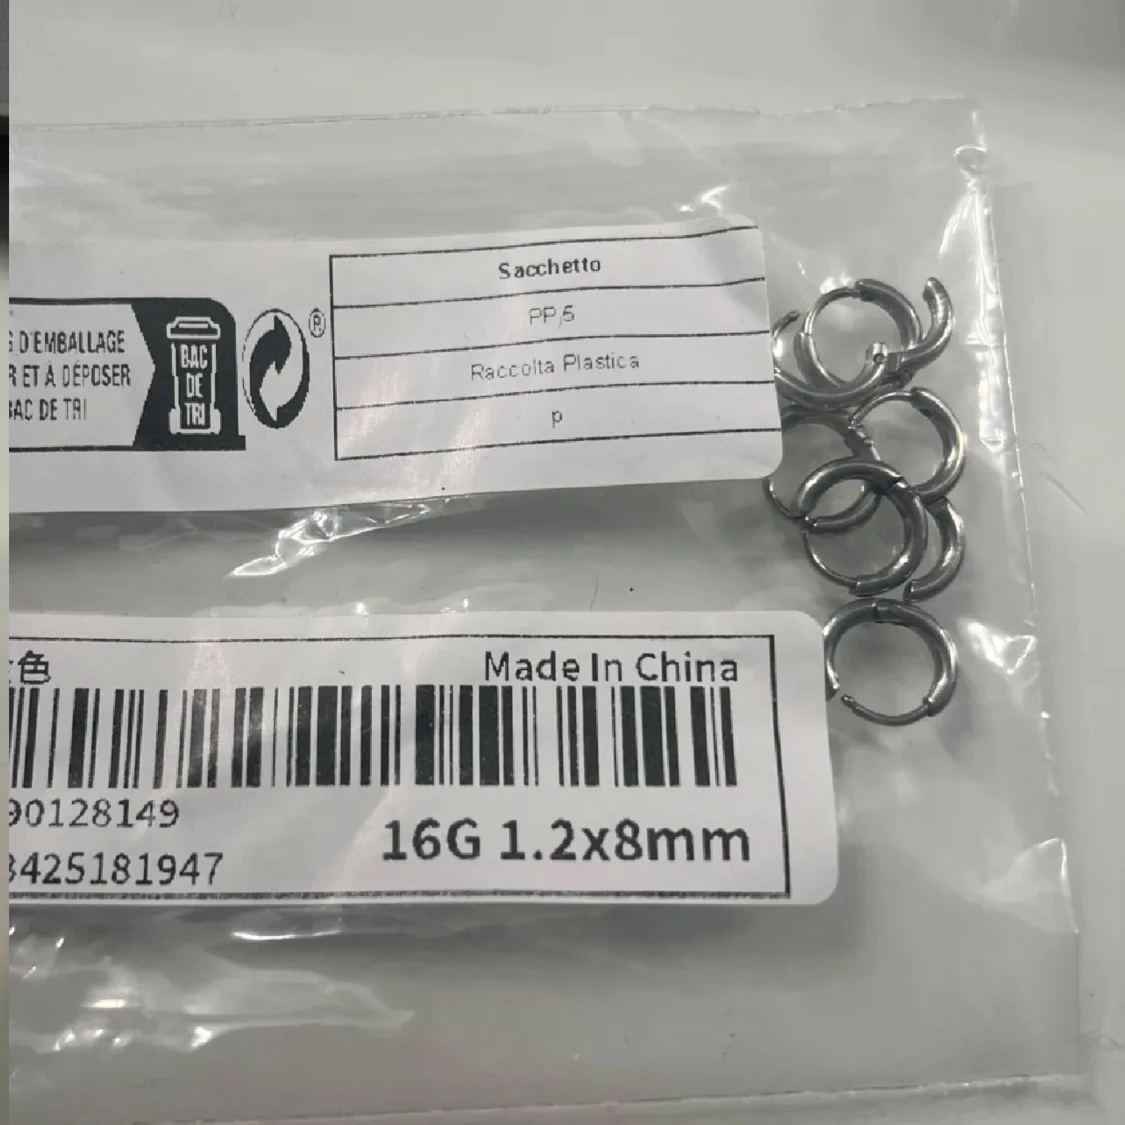 D'EMBALLAGE
ET À DÉPOSER
BAC DE TRI
BAC
DE
TRI
®
Sacchetto
PP 5
Raccolta Plastica
p
色
Made In China
90128149
3425181947
16G 1.2x8mm